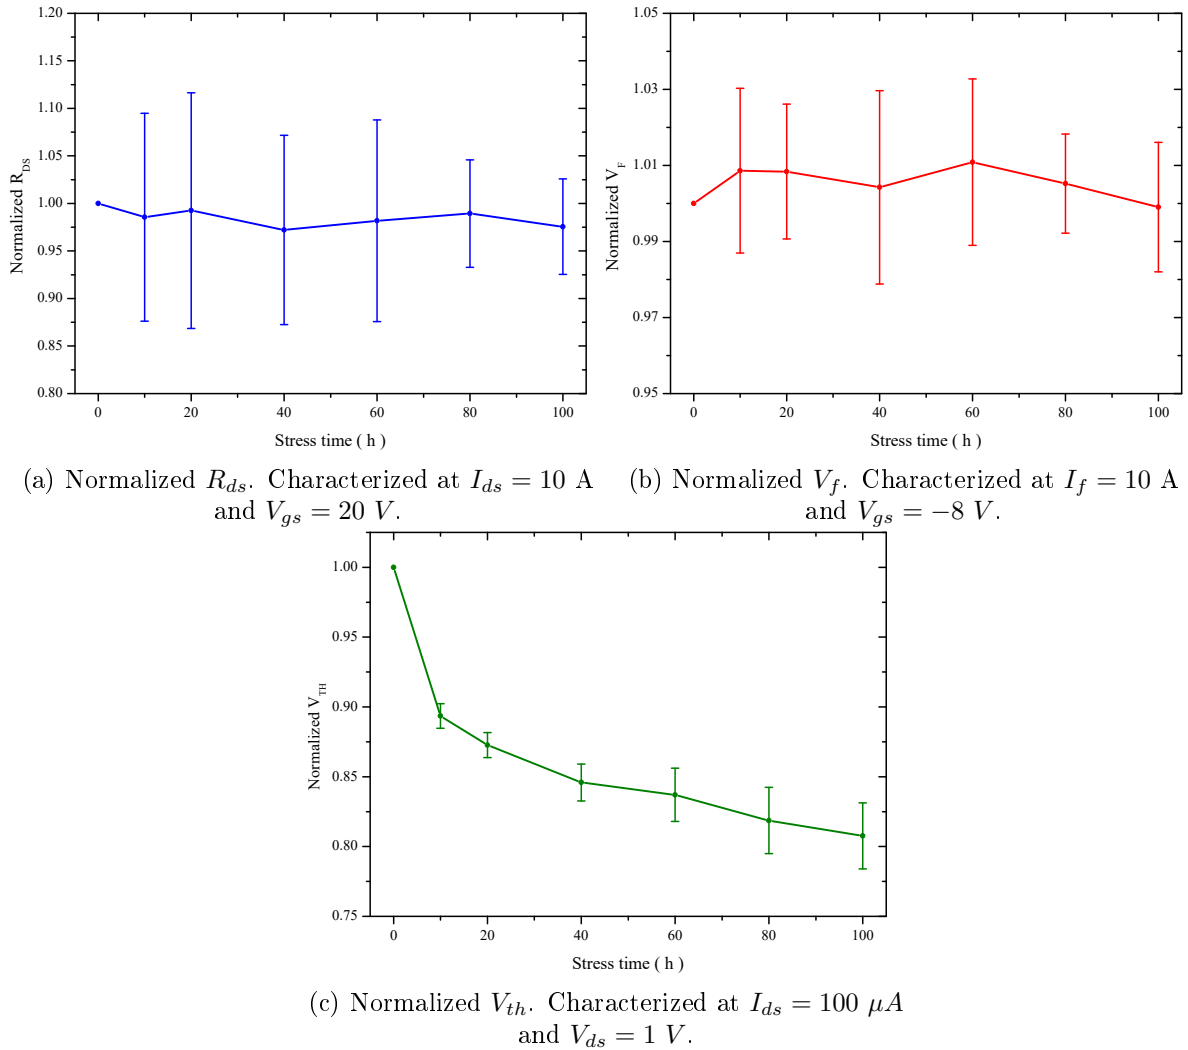 1.20
1.15
1.10
1.05
1.00
0.95
0.90
0.85
0.80
Normalized R_DS
0 20 40 60 80 100
Stress time ( h )
(a) Normalized R_ds. Characterized at I_ds = 10 A
and V_gs = 20 V.
1.05
1.03
1.01
0.99
0.97
0.95
Normalized V_F
0 20 40 60 80 100
Stress time ( h )
(b) Normalized V_f. Characterized at I_f = 10 A
and V_gs = −8 V.
1.00
0.95
0.90
0.85
0.80
0.75
Normalized V_TH
0 20 40 60 80 100
Stress time ( h )
(c) Normalized V_th. Characterized at I_ds = 100 μA
and V_ds = 1 V.